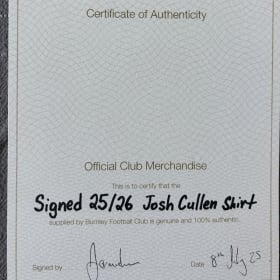 Certificate of Authenticity
Official Club Merchandise
This is to certify that the
Signed 25/26 Josh Cullen Shirt
supplied by Burnley Football Club is genuine and 100% authentic.
Signed by
Date 8th July 25